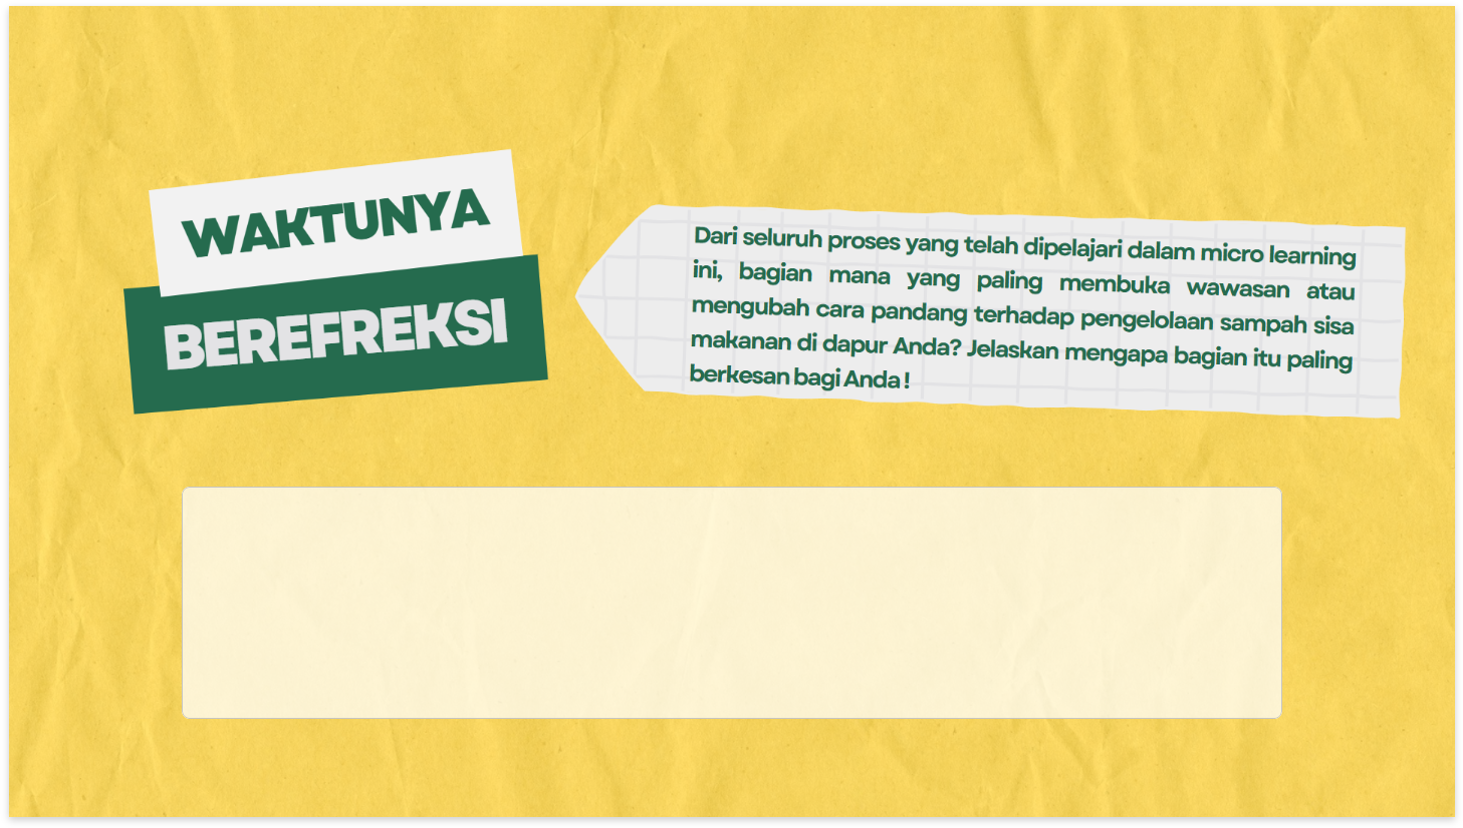 WAKTUNYA
BEREFREKSI
Dari seluruh proses yang telah dipelajari dalam micro learning
ini, bagian mana yang paling membuka wawasan atau
mengubah cara pandang terhadap pengelolaan sampah sisa
makanan di dapur Anda? Jelaskan mengapa bagian itu paling
berkesan bagi Anda !